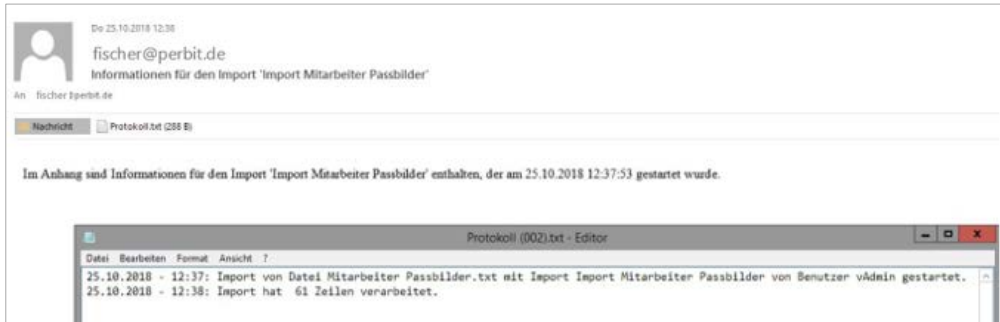 Do 25.10.2018 12:38
fischer@perbit.de
Informationen für den Import 'Import Mitarbeiter Passbilder'
An fischer@perbit.de
Nachricht Protokoll.txt (288 B)
Im Anhang sind Informationen für den Import 'Import Mitarbeiter Passbilder' enthalten, der am 25.10.2018 12:37:53 gestartet wurde.
Protokoll (002).txt - Editor
Datei Bearbeiten Format Ansicht ?
25.10.2018 - 12:37: Import von Datei Mitarbeiter Passbilder.txt mit Import Import Mitarbeiter Passbilder von Benutzer vAdmin gestartet.
25.10.2018 - 12:38: Import hat 61 Zeilen verarbeitet.